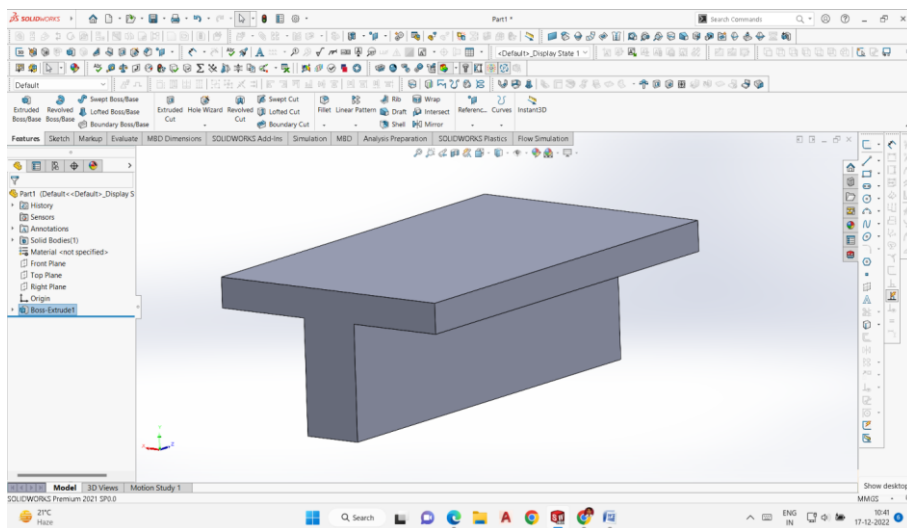 SOLIDWORKS
Part1 *
Search Commands
<Default>_Display State 1
Default
Extruded Boss/Base
Revolved Boss/Base
Swept Boss/Base
Lofted Boss/Base
Boundary Boss/Base
Extruded Cut
Hole Wizard
Revolved Cut
Swept Cut
Lofted Cut
Boundary Cut
Fillet
Linear Pattern
Rib
Draft
Shell
Wrap
Intersect
Mirror
Referenc...
Curves
Instant3D
Features Sketch Markup Evaluate MBD Dimensions SOLIDWORKS Add-Ins Simulation MBD Analysis Preparation SOLIDWORKS Plastics Flow Simulation
Part1 (Default<<Default>_Display S
History
Sensors
Annotations
Solid Bodies(1)
Material <not specified>
Front Plane
Top Plane
Right Plane
Origin
Boss-Extrude1
Model 3D Views Motion Study 1
Show desktop
SOLIDWORKS Premium 2021 SP0.0
MMGS
21°C
Haze
Search
ENG
IN
10:41
17-12-2022